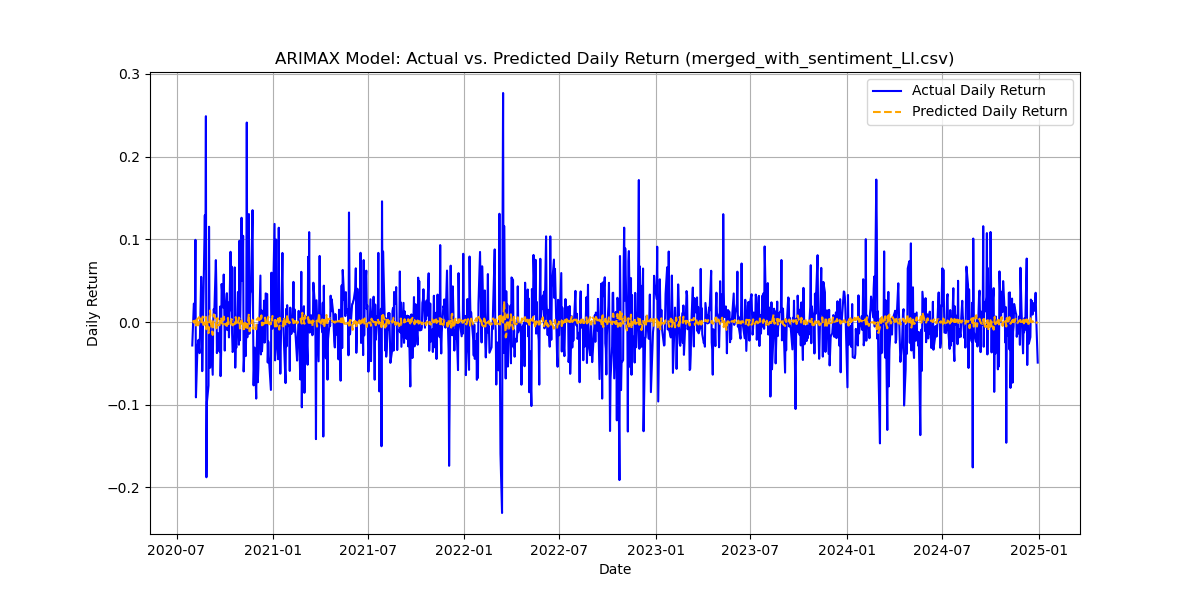 ARIMAX Model: Actual vs. Predicted Daily Return (merged_with_sentiment_LI.csv)
Actual Daily Return
Predicted Daily Return
Daily Return
0.3
0.2
0.1
0.0
−0.1
−0.2
2020-07 2021-01 2021-07 2022-01 2022-07 2023-01 2023-07 2024-01 2024-07 2025-01
Date